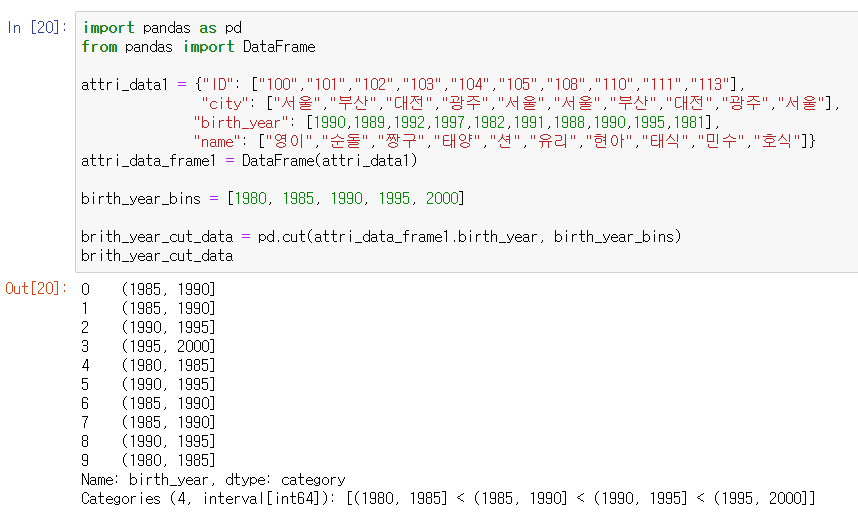 In [20]: import pandas as pd
from pandas import DataFrame
attri_data1 = {"ID": ["100","101","102","103","104","105","108","110","111","113"],
"city": ["서울","부산","대전","광주","서울","서울","부산","대전","광주","서울"],
"birth_year": [1990,1989,1992,1997,1982,1991,1988,1990,1995,1981],
"name": ["영이","순돌","짱구","태양","션","유리","현아","태식","민수","호식"]}
attri_data_frame1 = DataFrame(attri_data1)
birth_year_bins = [1980, 1985, 1990, 1995, 2000]
brith_year_cut_data = pd.cut(attri_data_frame1.birth_year, birth_year_bins)
brith_year_cut_data
Out[20]: 0 (1985, 1990]
1 (1985, 1990]
2 (1990, 1995]
3 (1995, 2000]
4 (1980, 1985]
5 (1990, 1995]
6 (1985, 1990]
7 (1985, 1990]
8 (1990, 1995]
9 (1980, 1985]
Name: birth_year, dtype: category
Categories (4, interval[int64]): [(1980, 1985] < (1985, 1990] < (1990, 1995] < (1995, 2000]]